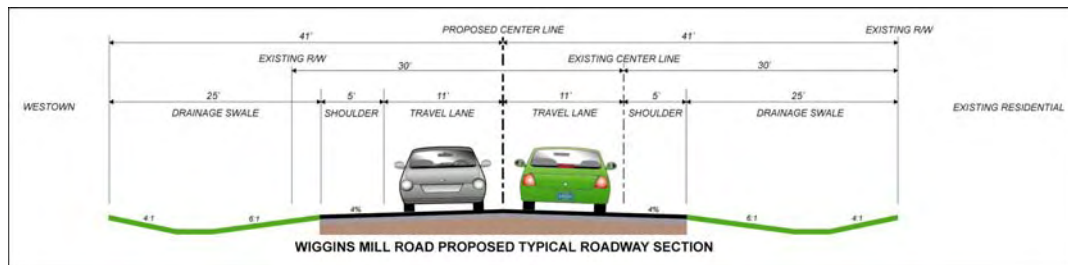 PROPOSED CENTER LINE
EXISTING R/W
41'
41'
EXISTING R/W
EXISTING CENTER LINE
30'
30'
25'
5'
11'
11'
5'
25'
WESTOWN
DRAINAGE SWALE
SHOULDER
TRAVEL LANE
TRAVEL LANE
SHOULDER
DRAINAGE SWALE
EXISTING RESIDENTIAL
4:1
6:1
4%
4%
6:1
4:1
WIGGINS MILL ROAD PROPOSED TYPICAL ROADWAY SECTION